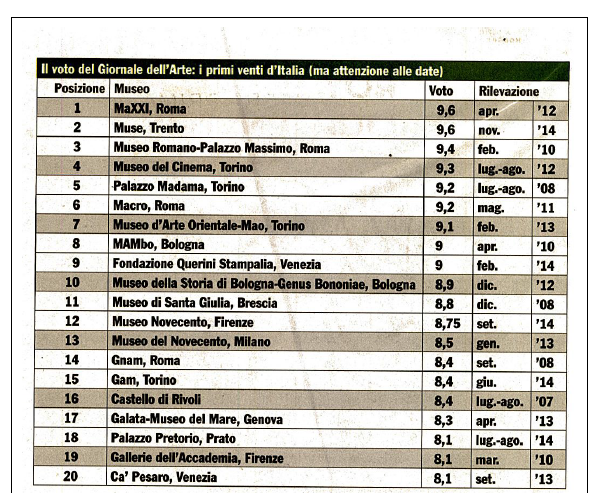 Il voto del Giornale dell'Arte: i primi venti d'Italia (ma attenzione alle date)
Posizione Museo Voto Rilevazione
1 MaXXI, Roma 9,6 apr. '12
2 Muse, Trento 9,6 nov. '14
3 Museo Romano-Palazzo Massimo, Roma 9,4 feb. '10
4 Museo del Cinema, Torino 9,3 lug.-ago. '12
5 Palazzo Madama, Torino 9,2 lug.-ago. '08
6 Macro, Roma 9,2 mag. '11
7 Museo d'Arte Orientale-Mao, Torino 9,1 feb. '13
8 MAMbo, Bologna 9 apr. '10
9 Fondazione Querini Stampalia, Venezia 9 feb. '14
10 Museo della Storia di Bologna-Genus Bononiae, Bologna 8,9 dic. '12
11 Museo di Santa Giulia, Brescia 8,8 dic. '08
12 Museo Novecento, Firenze 8,75 set. '14
13 Museo del Novecento, Milano 8,5 gen. '13
14 Gnam, Roma 8,4 set. '08
15 Gam, Torino 8,4 giu. '14
16 Castello di Rivoli 8,4 lug.-ago. '07
17 Galata-Museo del Mare, Genova 8,3 apr. '13
18 Palazzo Pretorio, Prato 8,1 lug.-ago. '14
19 Gallerie dell'Accademia, Firenze 8,1 mar. '10
20 Ca' Pesaro, Venezia 8,1 set. '13